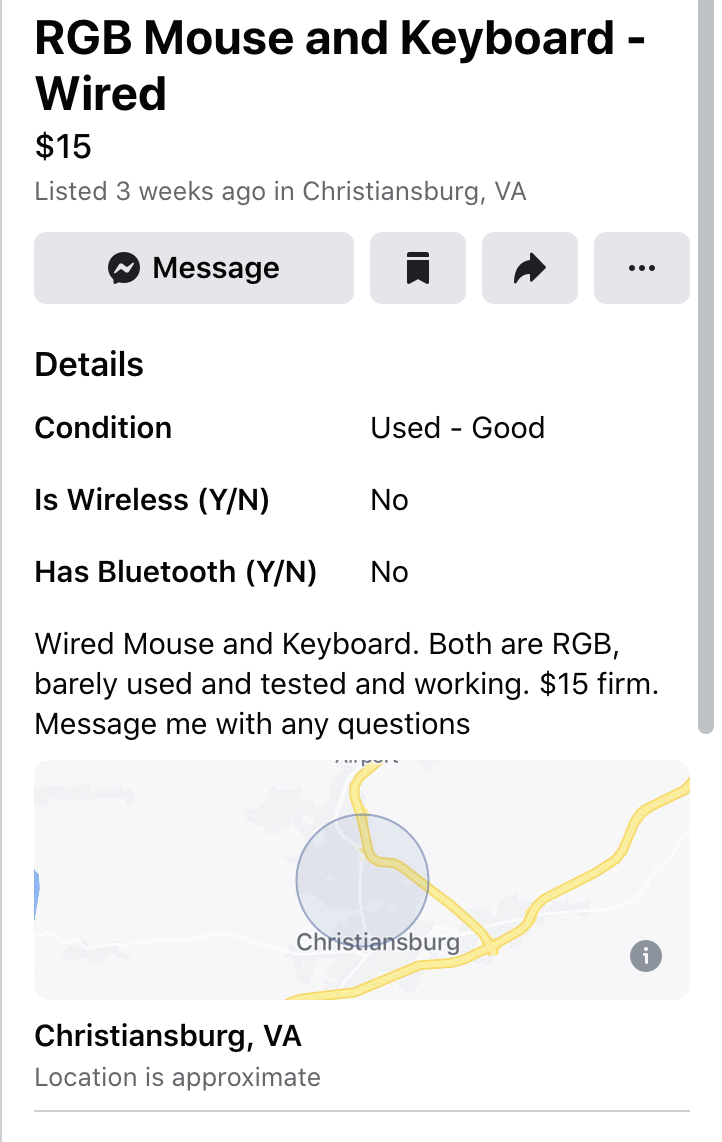 RGB Mouse and Keyboard -
Wired
$15
Listed 3 weeks ago in Christiansburg, VA
Message
Details
Condition Used - Good
Is Wireless (Y/N) No
Has Bluetooth (Y/N) No
Wired Mouse and Keyboard. Both are RGB,
barely used and tested and working. $15 firm.
Message me with any questions
Airport
Christiansburg
Christiansburg, VA
Location is approximate